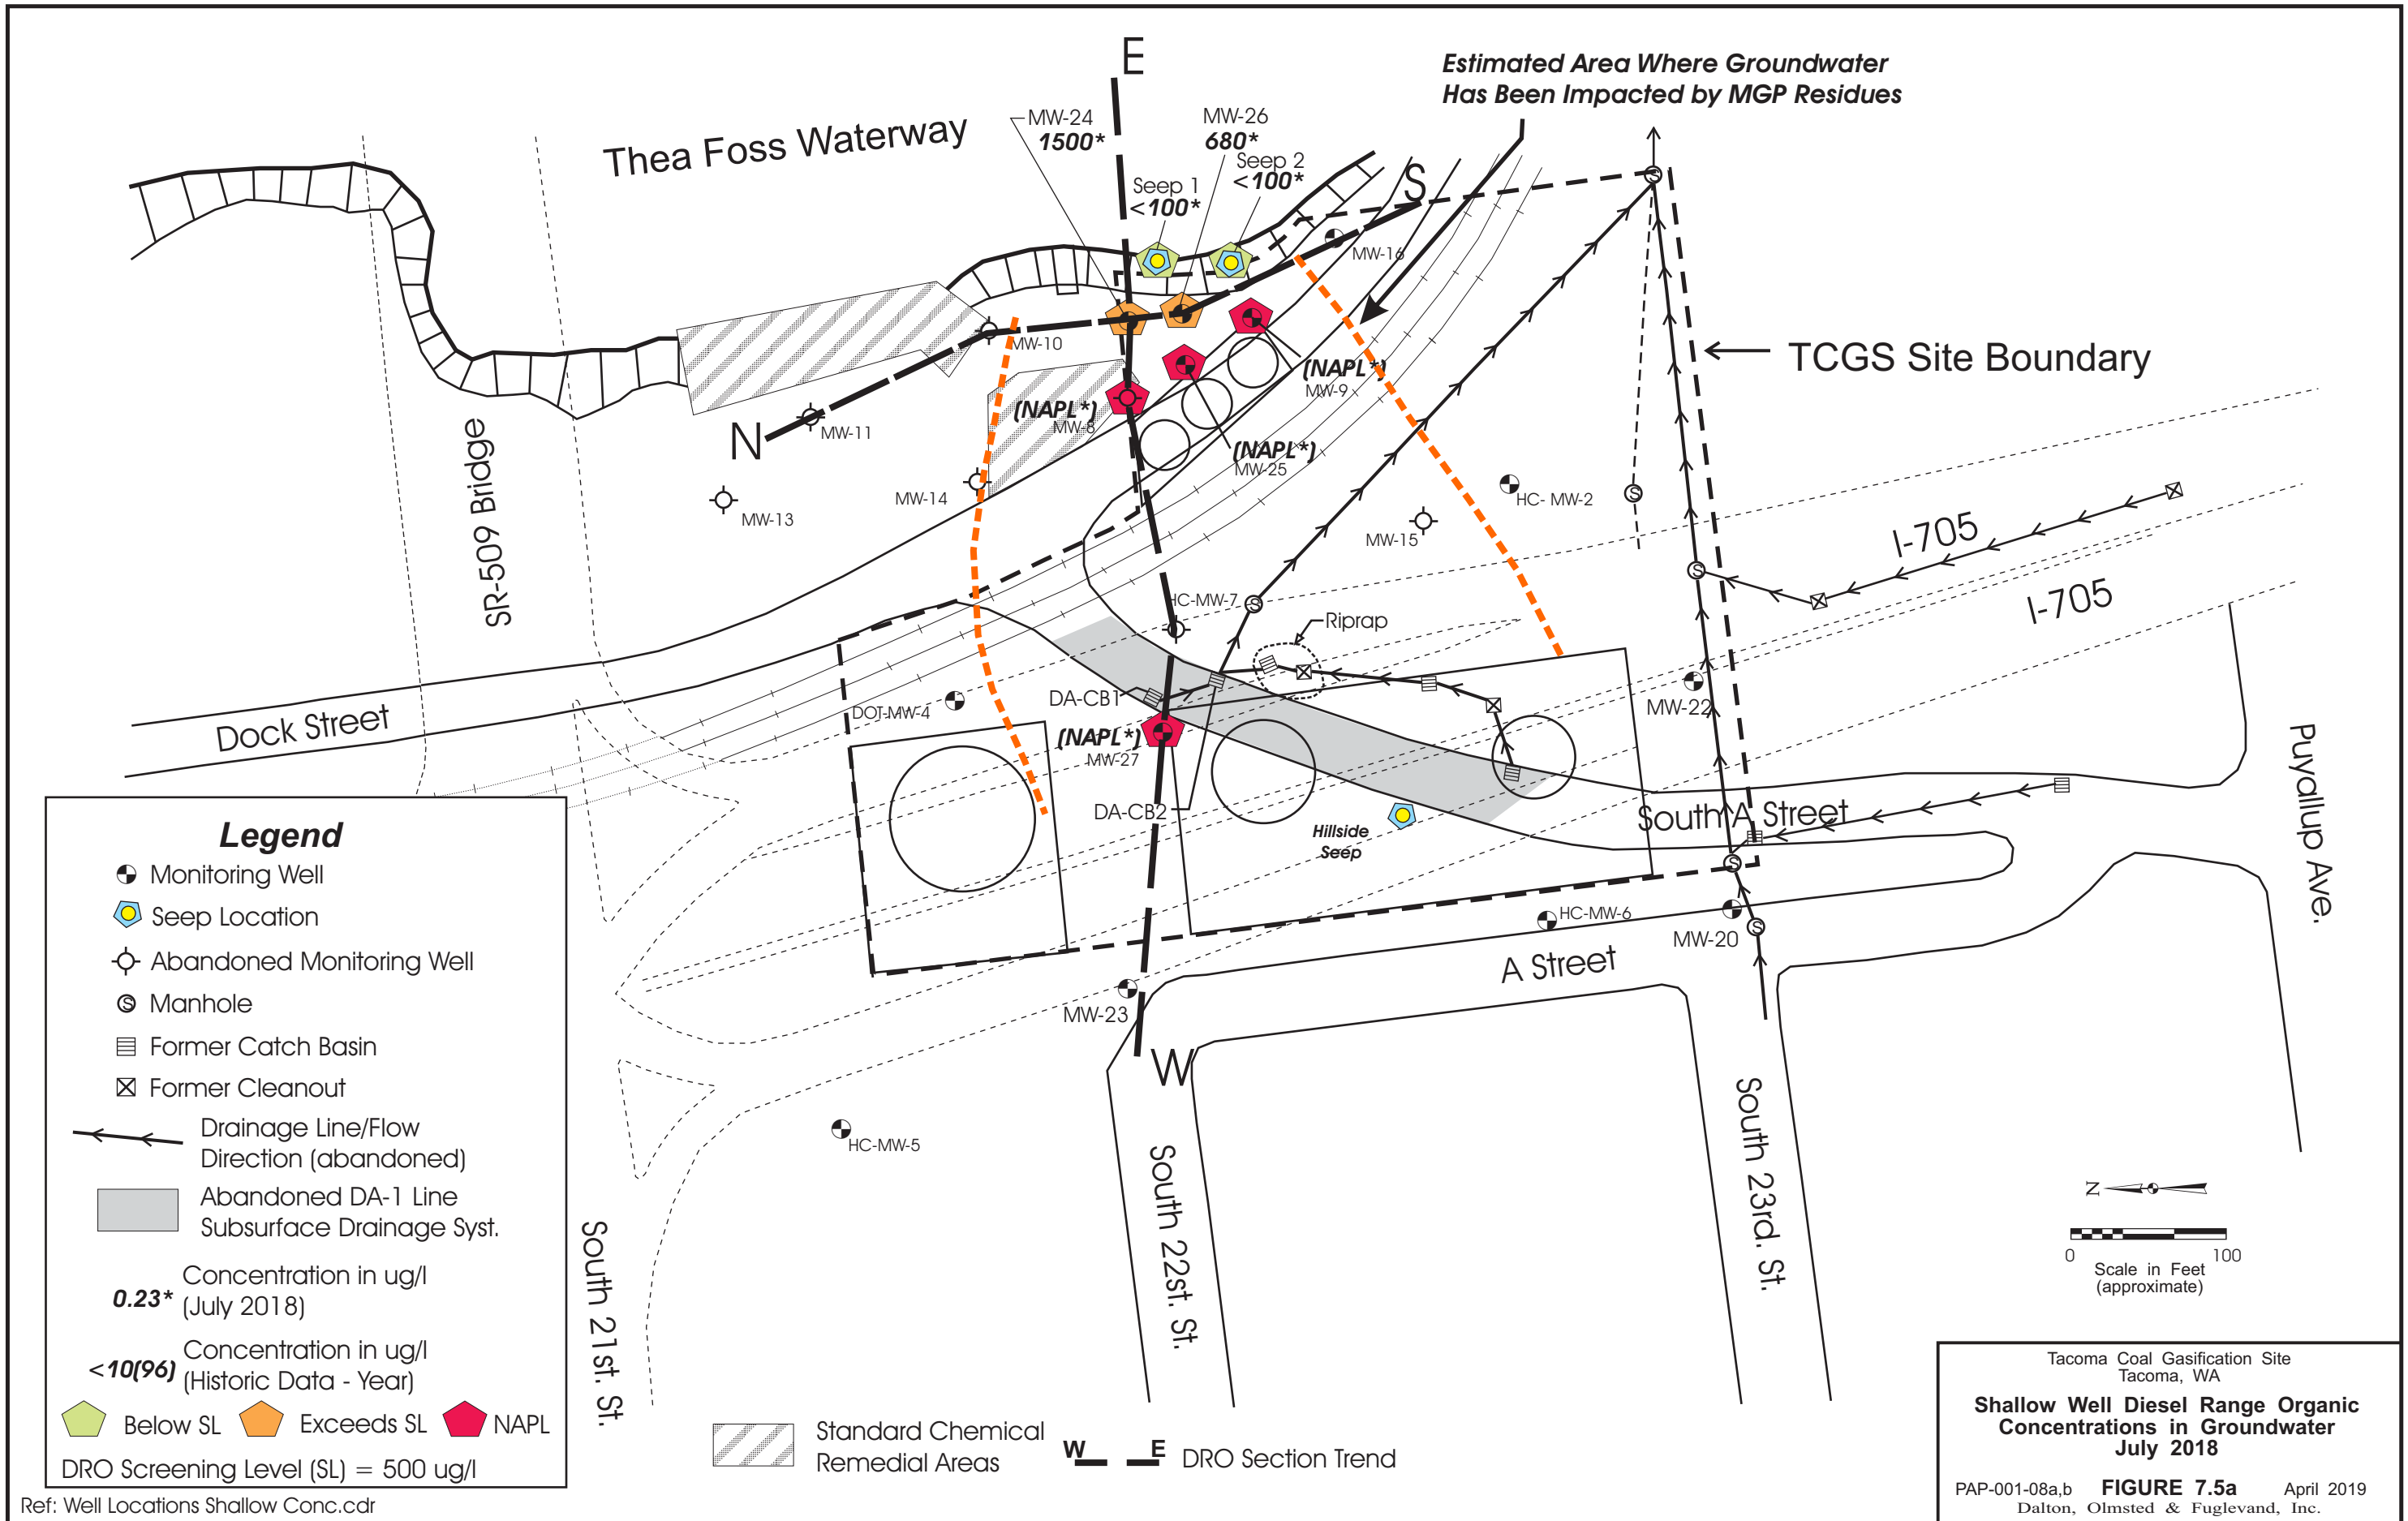 Estimated Area Where Groundwater
Has Been Impacted by MGP Residues
E
Thea Foss Waterway
MW-24
1500*
MW-26
680*
Seep 2
<100*
Seep 1
<100*
S
MW-16
MW-10
TCGS Site Boundary
(NAPL*)
MW-9
(NAPL*)
MW-8
N
MW-11
(NAPL*)
MW-25
SR-509 Bridge
MW-13
MW-14
HC- MW-2
MW-15
I-705
I-705
HC-MW-7
Riprap
DA-CB1
DOT-MW-4
MW-22
Dock Street
(NAPL*)
MW-27
DA-CB2
Hillside
Seep
South A Street
Puyallup Ave.
HC-MW-6
MW-20
A Street
MW-23
W
HC-MW-5
South 21st. St.
South 22st. St.
South 23rd. St.
Legend
Monitoring Well
Seep Location
Abandoned Monitoring Well
S Manhole
Former Catch Basin
Former Cleanout
Drainage Line/Flow
Direction (abandoned)
Abandoned DA-1 Line
Subsurface Drainage Syst.
0.23* Concentration in ug/l
(July 2018)
<10(96) Concentration in ug/l
(Historic Data - Year)
Below SL Exceeds SL NAPL
DRO Screening Level (SL) = 500 ug/l
Ref: Well Locations Shallow Conc.cdr
Standard Chemical
Remedial Areas
W E DRO Section Trend
N
0 100
Scale in Feet
(approximate)
Tacoma Coal Gasification Site
Tacoma, WA
Shallow Well Diesel Range Organic
Concentrations in Groundwater
July 2018
PAP-001-08a,b FIGURE 7.5a April 2019
Dalton, Olmsted & Fuglevand, Inc.